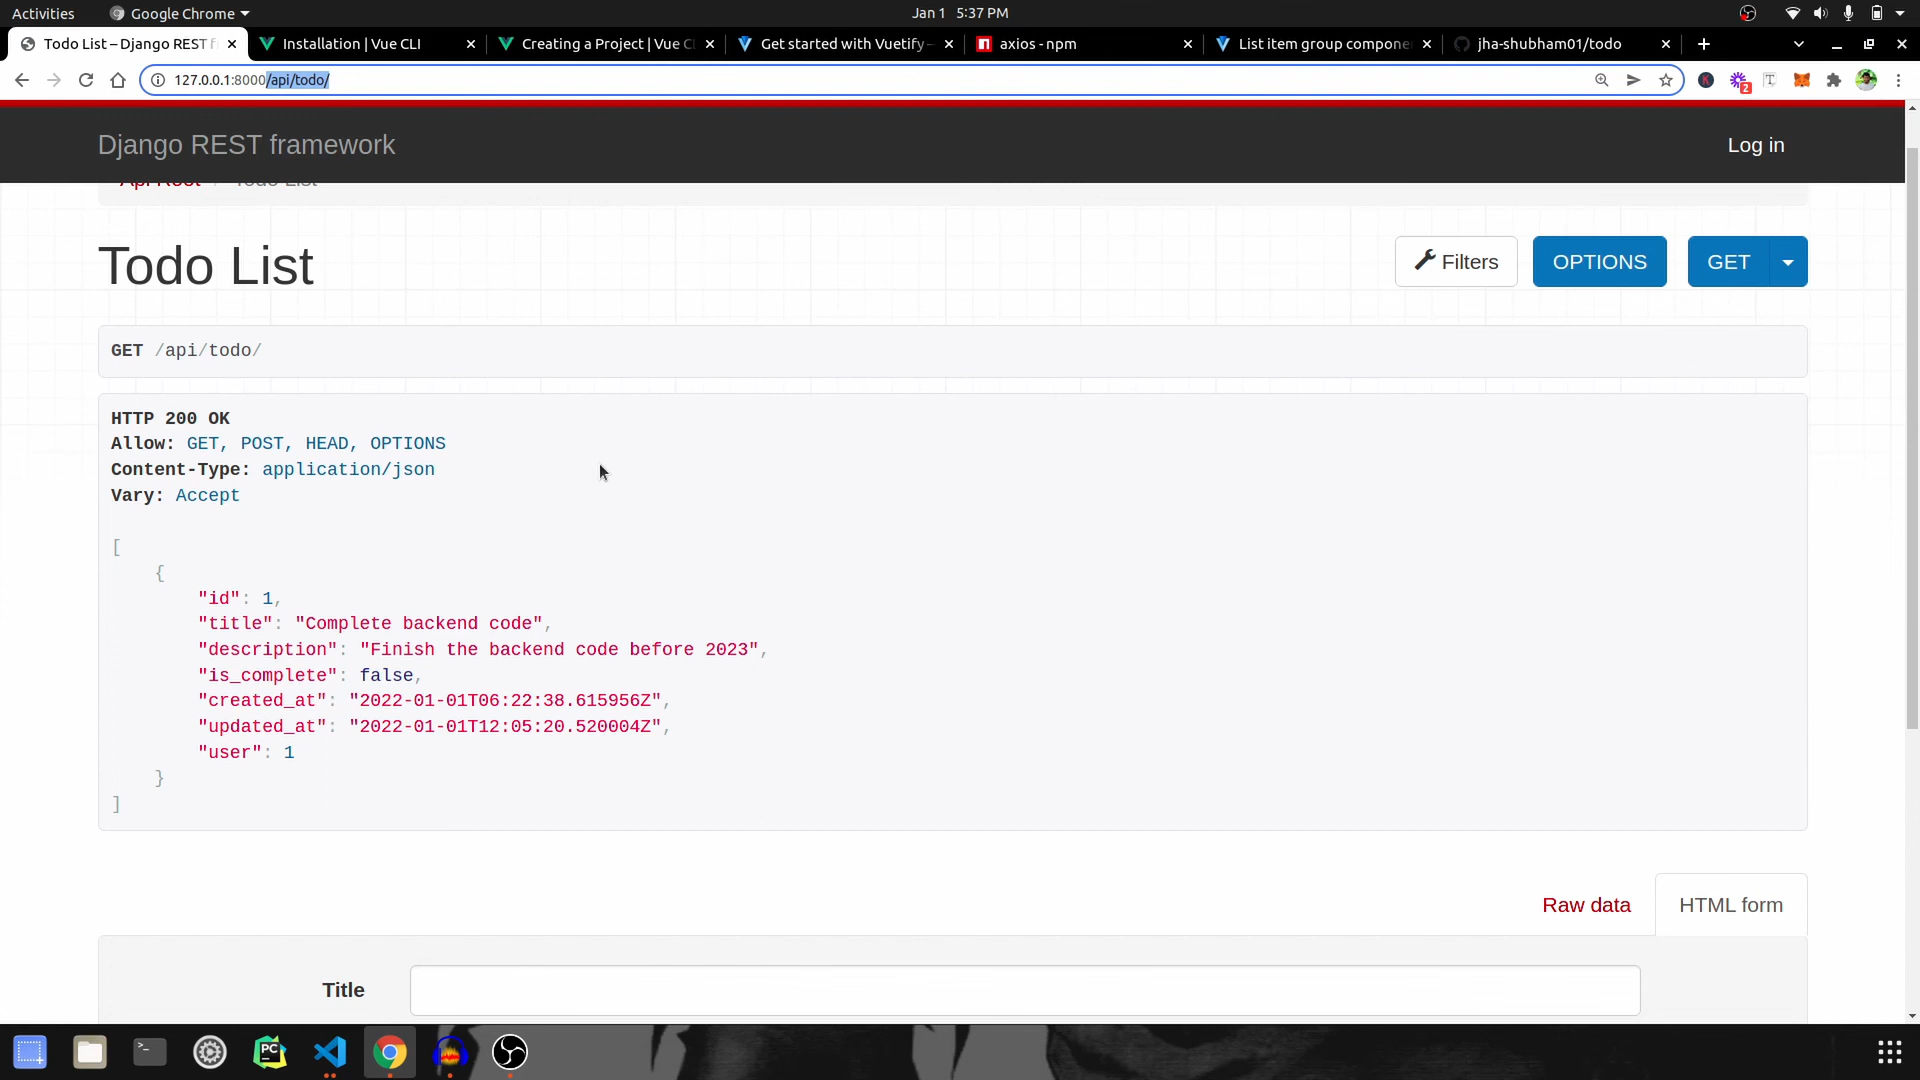 Activities
Google Chrome
Jan 1 5:37 PM
Todo List – Django REST f
Installation | Vue CLI
Creating a Project | Vue C
Get started with Vuetify
axios - npm
List item group compone
jha-shubham01/todo
127.0.0.1:8000/api/todo/
2
Django REST framework
Log in
Api Root / Todo List
Todo List
Filters
OPTIONS
GET
GET /api/todo/
HTTP 200 OK
Allow: GET, POST, HEAD, OPTIONS
Content-Type: application/json
Vary: Accept
[
{
"id": 1,
"title": "Complete backend code",
"description": "Finish the backend code before 2023",
"is_complete": false,
"created_at": "2022-01-01T06:22:38.615956Z",
"updated_at": "2022-01-01T12:05:20.520004Z",
"user": 1
}
]
Raw data
HTML form
Title